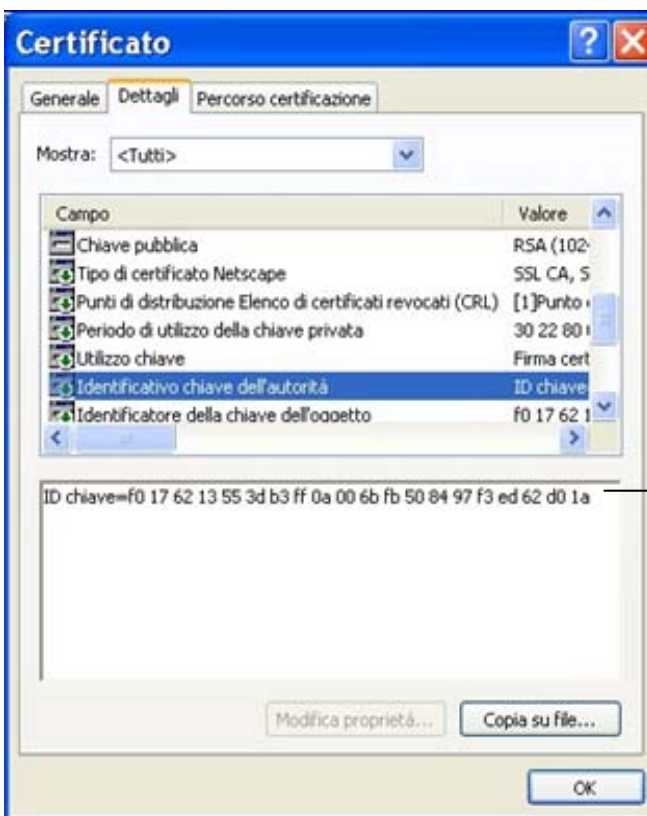 Certificato
Generale Dettagli Percorso certificazione
Mostra: <Tutti>
Campo Valore
Chiave pubblica RSA (102
Tipo di certificato Netscape SSL CA, S
Punti di distribuzione Elenco di certificati revocati (CRL) [1]Punto
Periodo di utilizzo della chiave privata 30 22 80
Utilizzo chiave Firma cert
Identificativo chiave dell'autorità ID chiave
Identificatore della chiave dell'oggetto f0 17 62 1
ID chiave=f0 17 62 13 55 3d b3 ff 0a 00 6b fb 50 84 97 f3 ed 62 d0 1a
Modifica proprietà... Copia su file...
OK